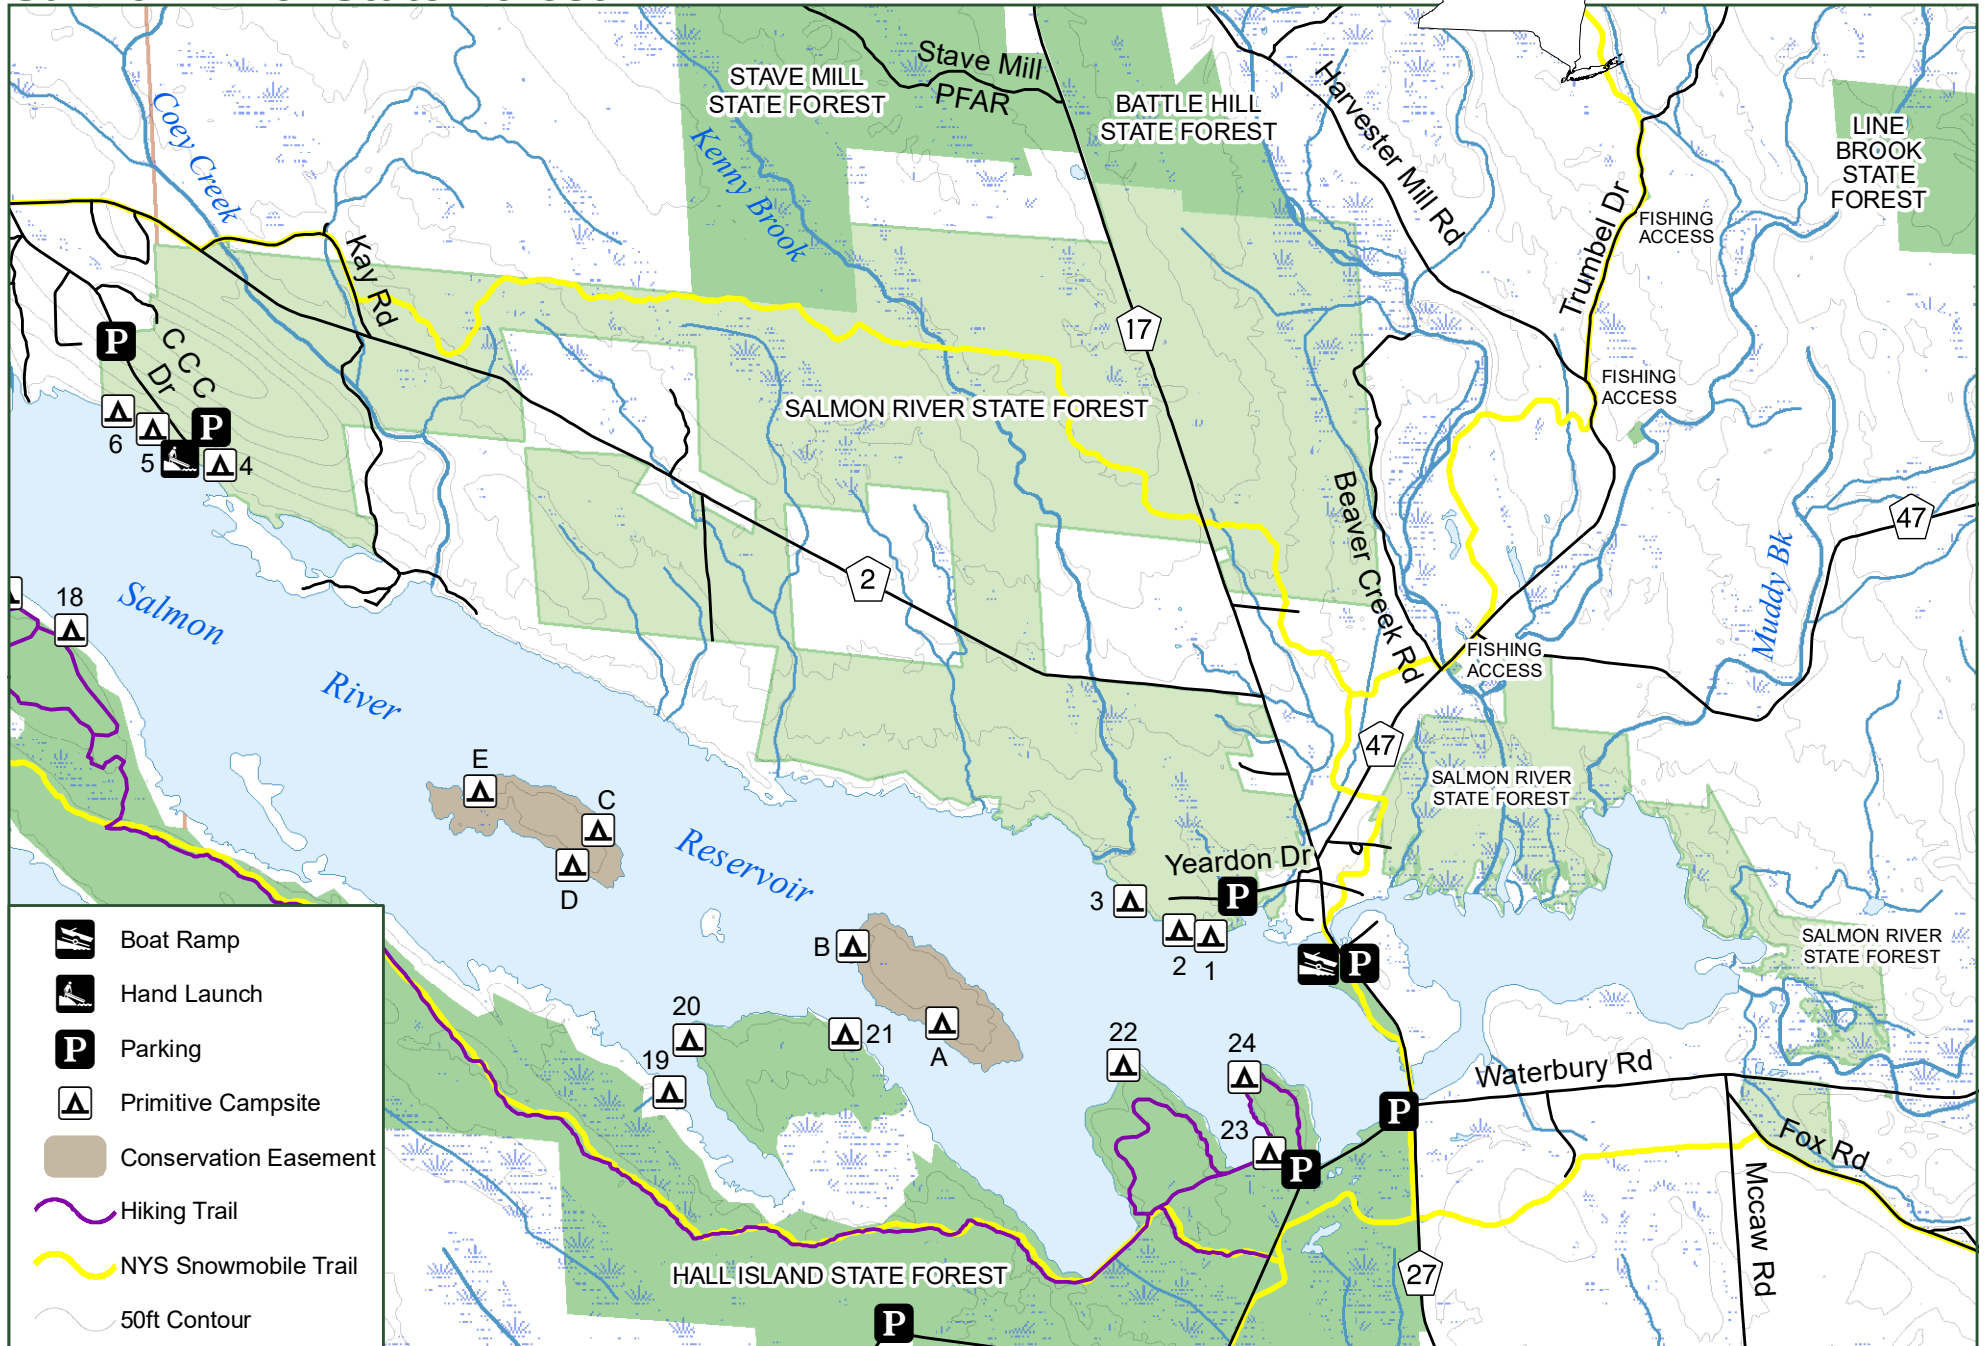 Stave Mill
PFAR
STAVE MILL
STATE FOREST
BATTLE HILL
STATE FOREST
Harvester Mill Rd
LINE
BROOK
STATE
FOREST
Coey Creek
Kenny Brook
Trumbel Dr
FISHING
ACCESS
Kay Rd
17
P
C C C
Dr
FISHING
ACCESS
SALMON RIVER STATE FOREST
P
6
5
4
Beaver Creek Rd
47
Muddy Bk
2
18
Salmon
River
Reservoir
FISHING
ACCESS
47
SALMON RIVER
STATE FOREST
E
C
D
Yeardon Dr
P
3
2
1
B
A
P
SALMON RIVER
STATE FOREST
20
21
19
22
24
23
P
P
Waterbury Rd
Fox Rd
Mccaw Rd
27
HALL ISLAND STATE FOREST
P
Boat Ramp
Hand Launch
P Parking
Primitive Campsite
Conservation Easement
Hiking Trail
NYS Snowmobile Trail
50ft Contour